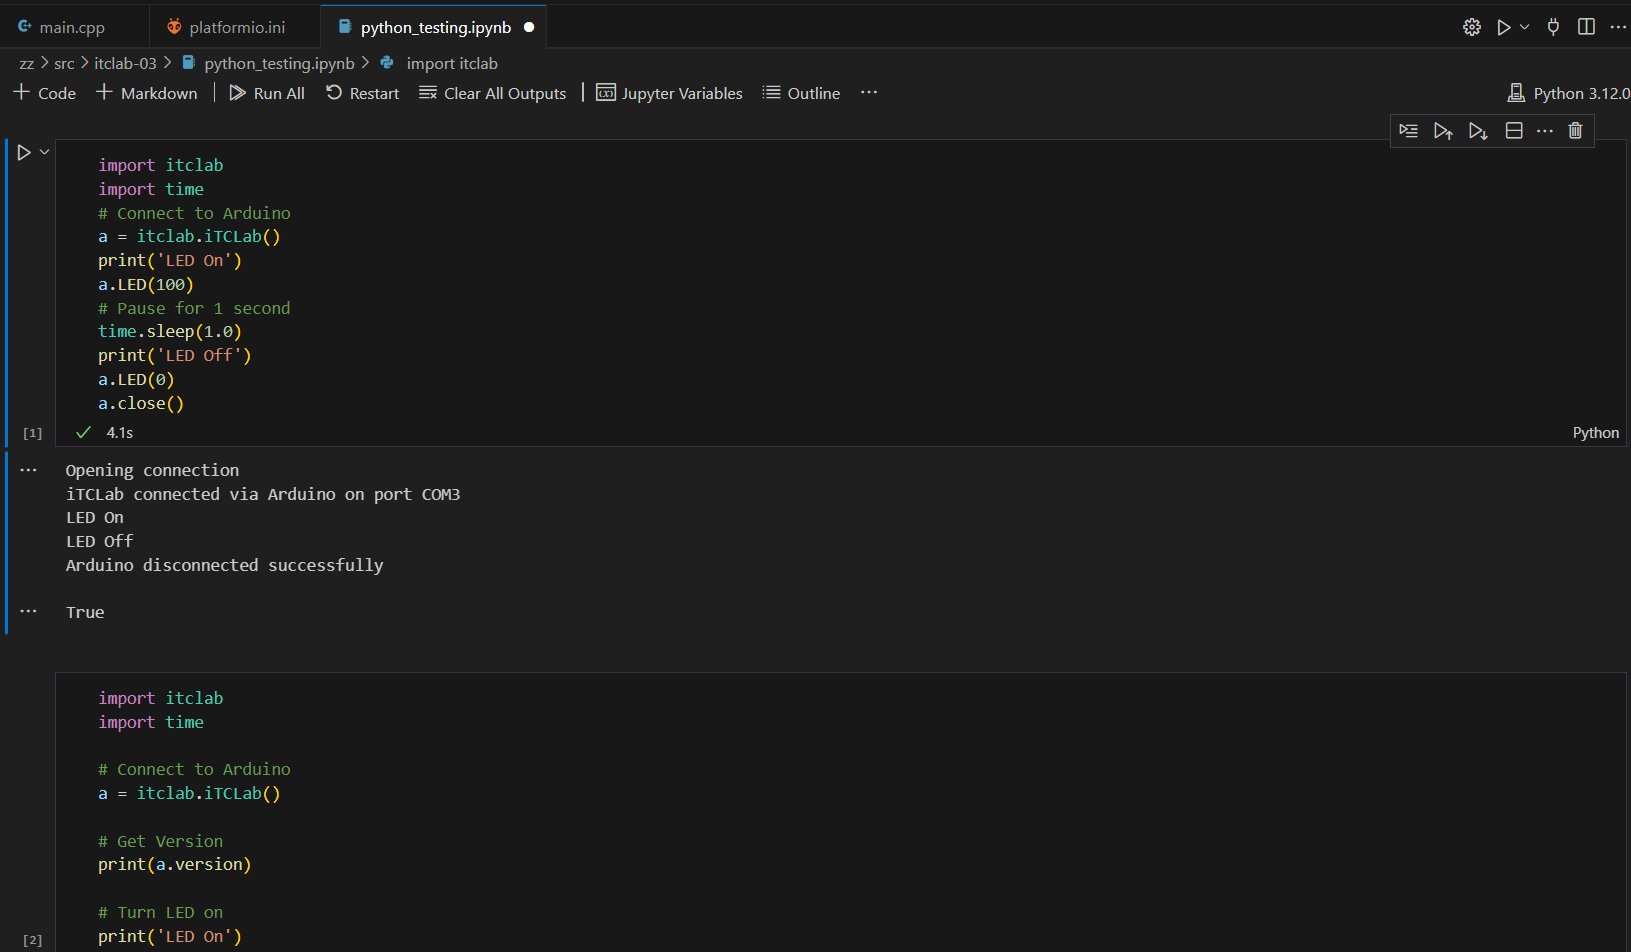 main.cpp platformio.ini python_testing.ipynb
zz > src > itclab-03 > python_testing.ipynb > import itclab
+ Code + Markdown | Run All Restart Clear All Outputs | Jupyter Variables Outline ... Python 3.12.0
import itclab
import time
# Connect to Arduino
a = itclab.iTCLab()
print('LED On')
a.LED(100)
# Pause for 1 second
time.sleep(1.0)
print('LED Off')
a.LED(0)
a.close()
[1] 4.1s Python
Opening connection
iTCLab connected via Arduino on port COM3
LED On
LED Off
Arduino disconnected successfully
True
import itclab
import time
# Connect to Arduino
a = itclab.iTCLab()
# Get Version
print(a.version)
# Turn LED on
print('LED On')
[2]